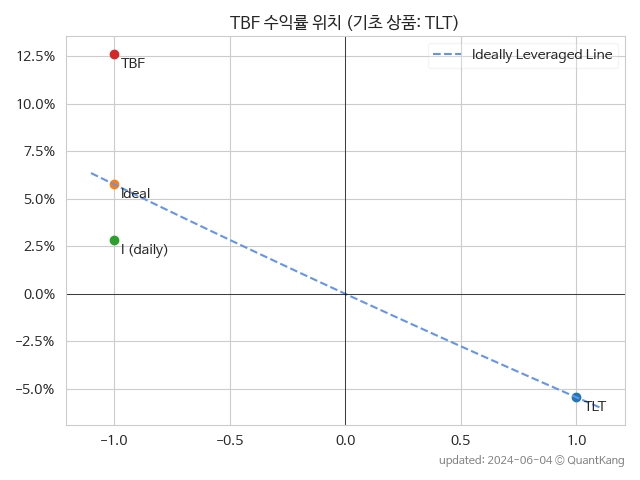 TBF 수익률 위치 (기초 상품: TLT)
Ideally Leveraged Line
12.5%
10.0%
7.5%
5.0%
2.5%
0.0%
−5.0%
−2.5%
TBF
Ideal
I (daily)
TLT
−1.0 −0.5 0.0 0.5 1.0
updated: 2024-06-04 © QuantKang